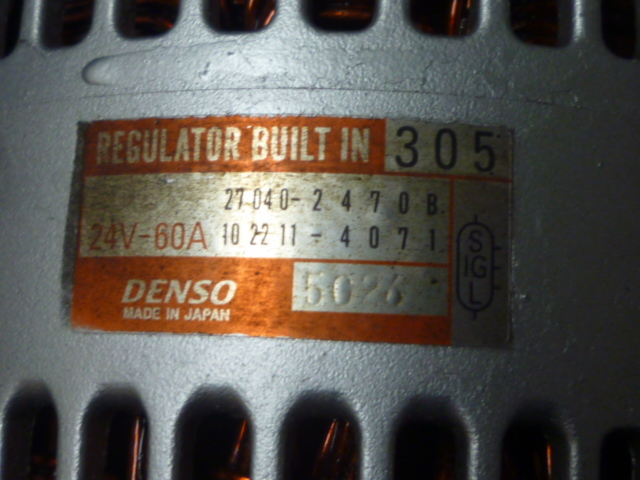 REGULATOR BUILT IN 305
27040-2470B
24V-60A 102211-4071
S
IG
L
DENSO 5026
MADE IN JAPAN